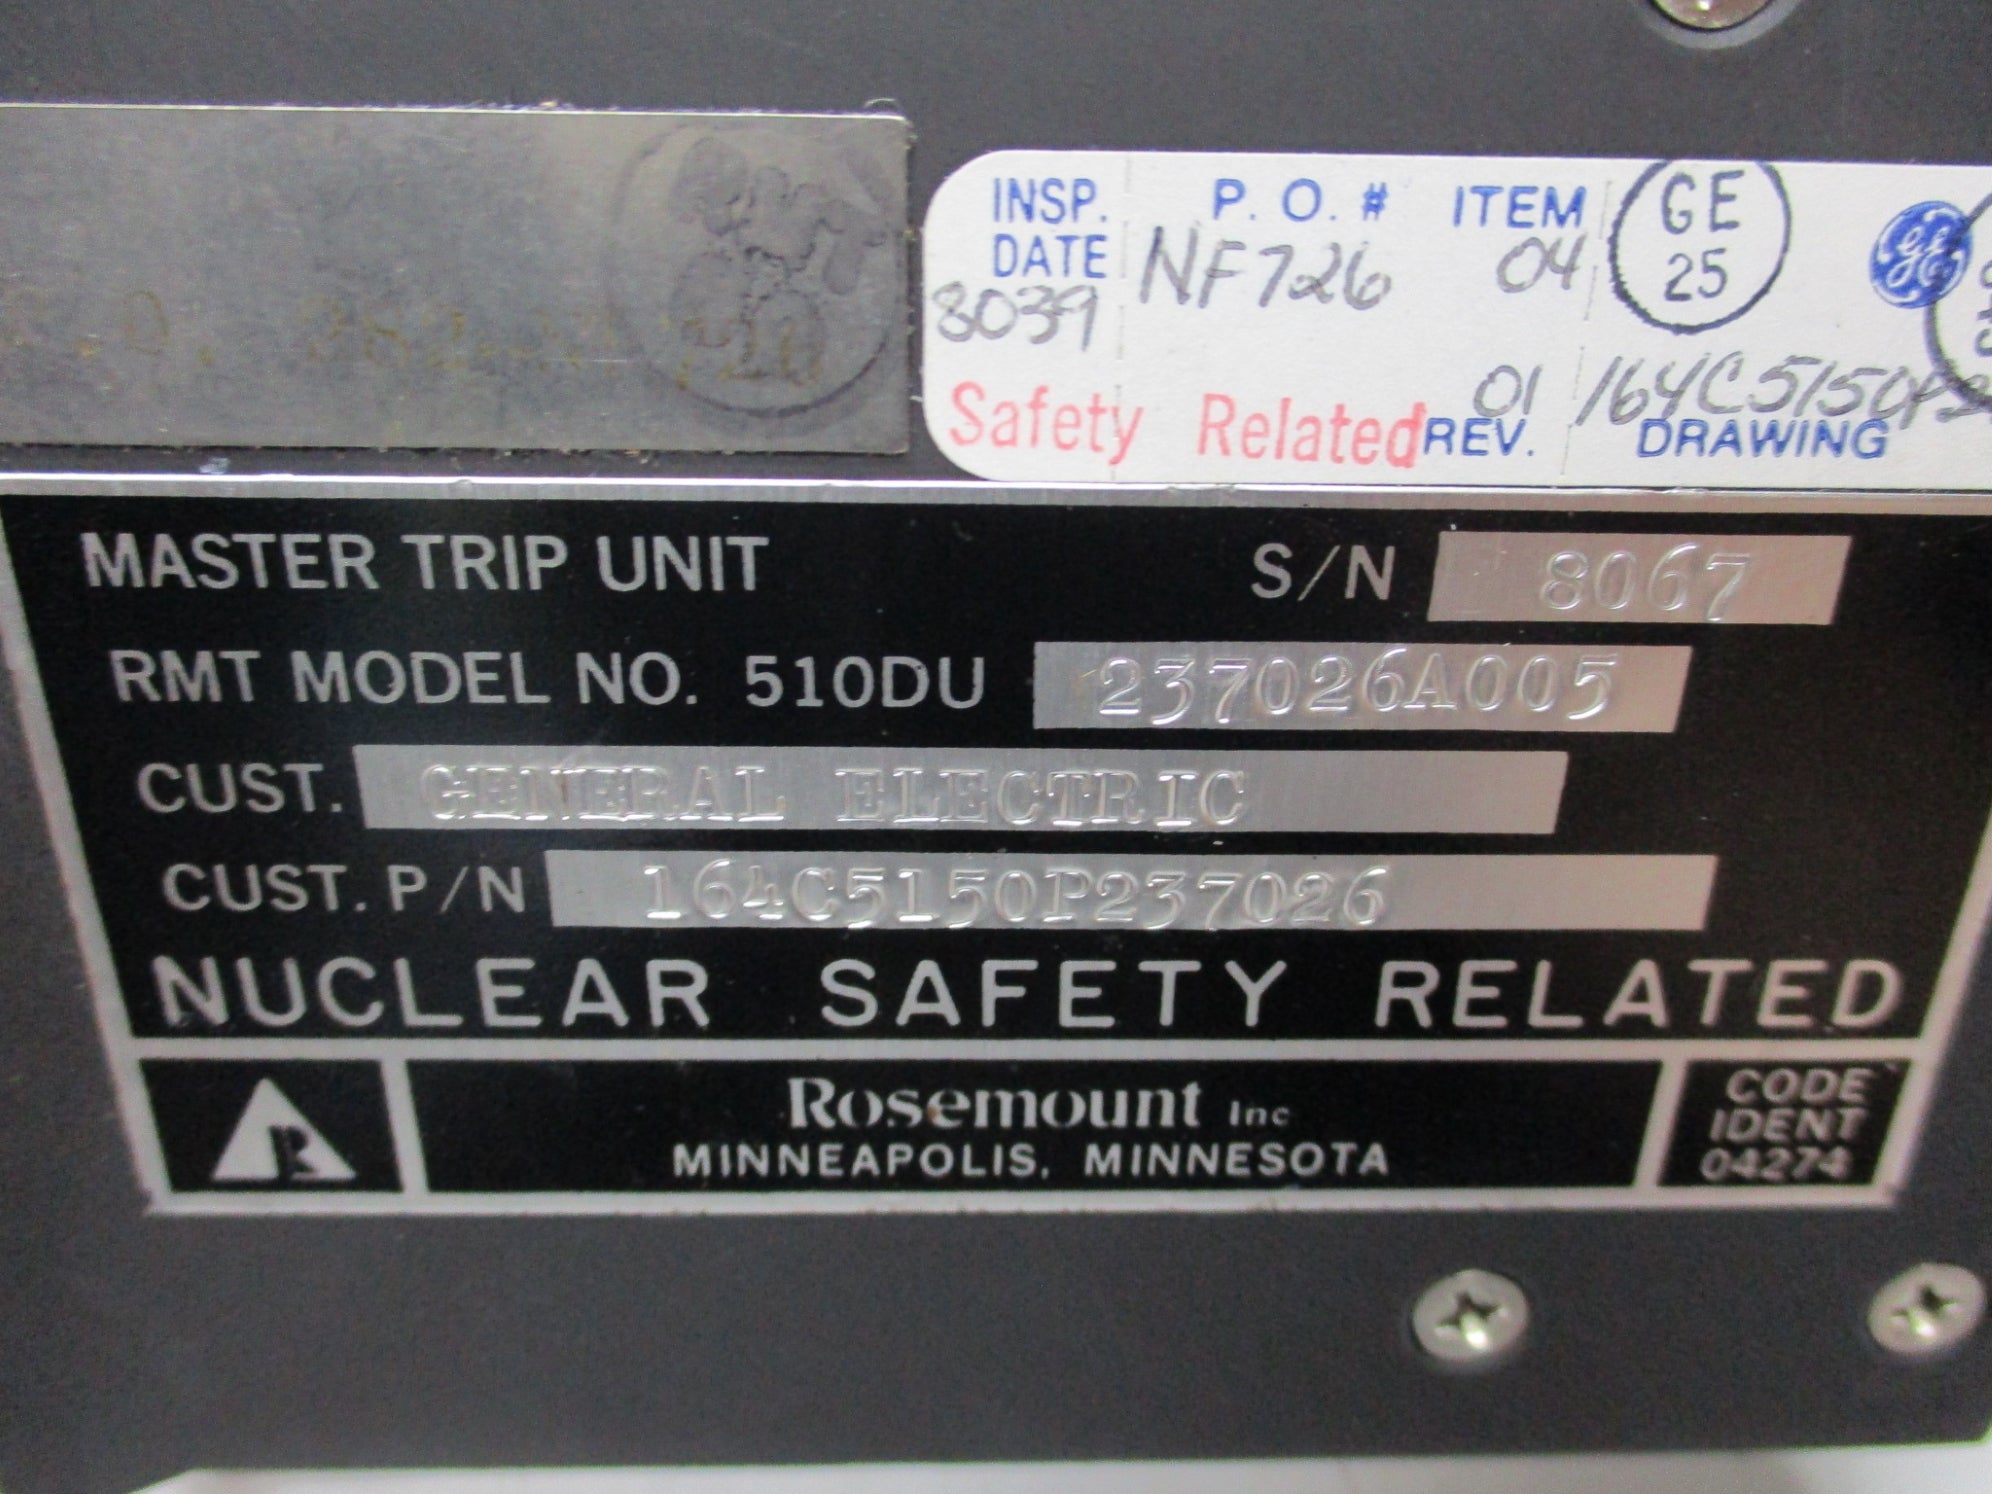 INSP. P. O. # ITEM GE
DATE NF726 04 25
8039
01 164C5150P
Safety Related REV. DRAWING
MASTER TRIP UNIT S/N 8067
RMT MODEL NO. 510DU 237026A005
CUST. GENERAL ELECTRIC
CUST. P/N 164C5150P237026
NUCLEAR SAFETY RELATED
Rosemount Inc
MINNEAPOLIS, MINNESOTA
CODE
IDENT
04274